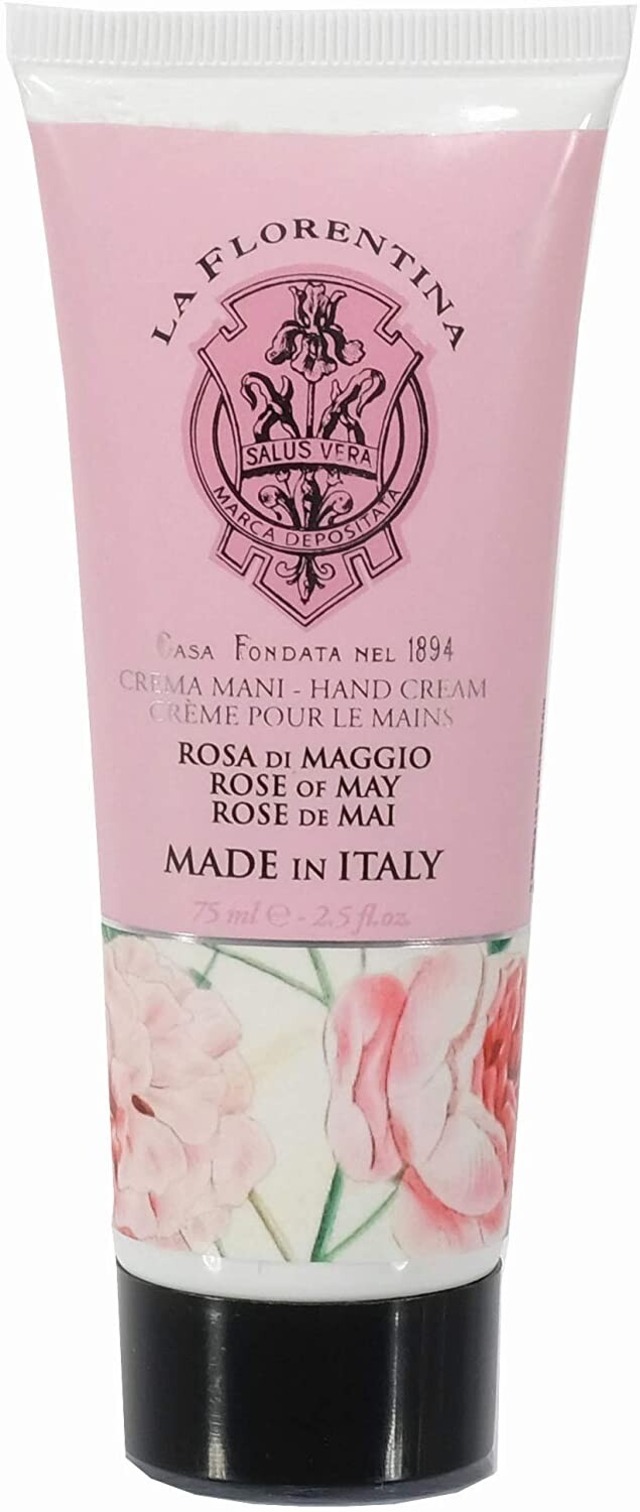 LA FLORENTINA
SALUS VERA
MARCA DEPOSITATA
CASA FONDATA NEL 1894
CREMA MANI - HAND CREAM
CRÈME POUR LE MAINS
ROSA DI MAGGIO
ROSE OF MAY
ROSE DE MAI
MADE IN ITALY
75 ml e - 2.5 fl.oz.